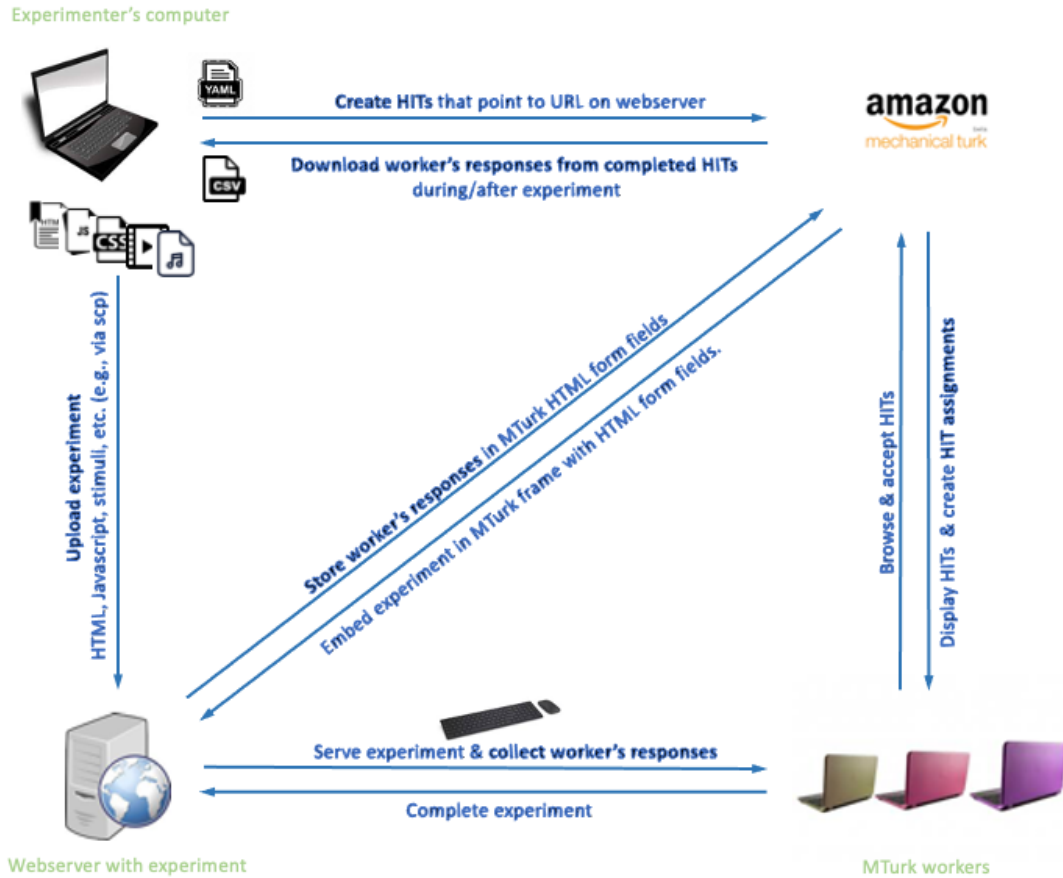 Experimenter's computer
YAML
Create HITs that point to URL on webserver
amazon
beta
mechanical turk
Download worker's responses from completed HITs
during/after experiment
CSV
HTM
JS
CSS
Upload experiment
HTML, Javascript, stimuli, etc. (e.g., via scp)
Store worker's responses in MTurk HTML form fields
Embed experiment in MTurk frame with HTML form fields.
Browse & accept HITs
Display HITs & create HIT assignments
Serve experiment & collect worker's responses
Complete experiment
Webserver with experiment
MTurk workers